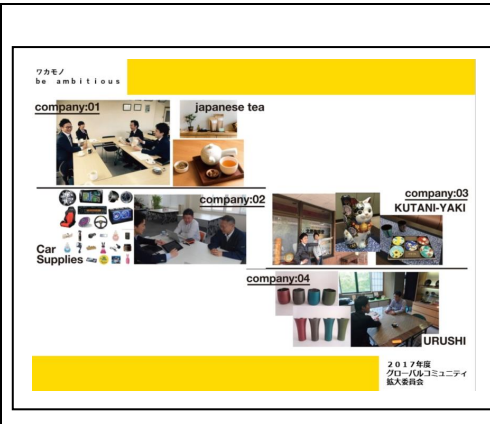 ワカモノ
be ambitious
company:01
japanese tea
company:02
company:03
KUTANI-YAKI
Car
Supplies
company:04
URUSHI
2017年度
グローバルコミュニティ
拡大委員会